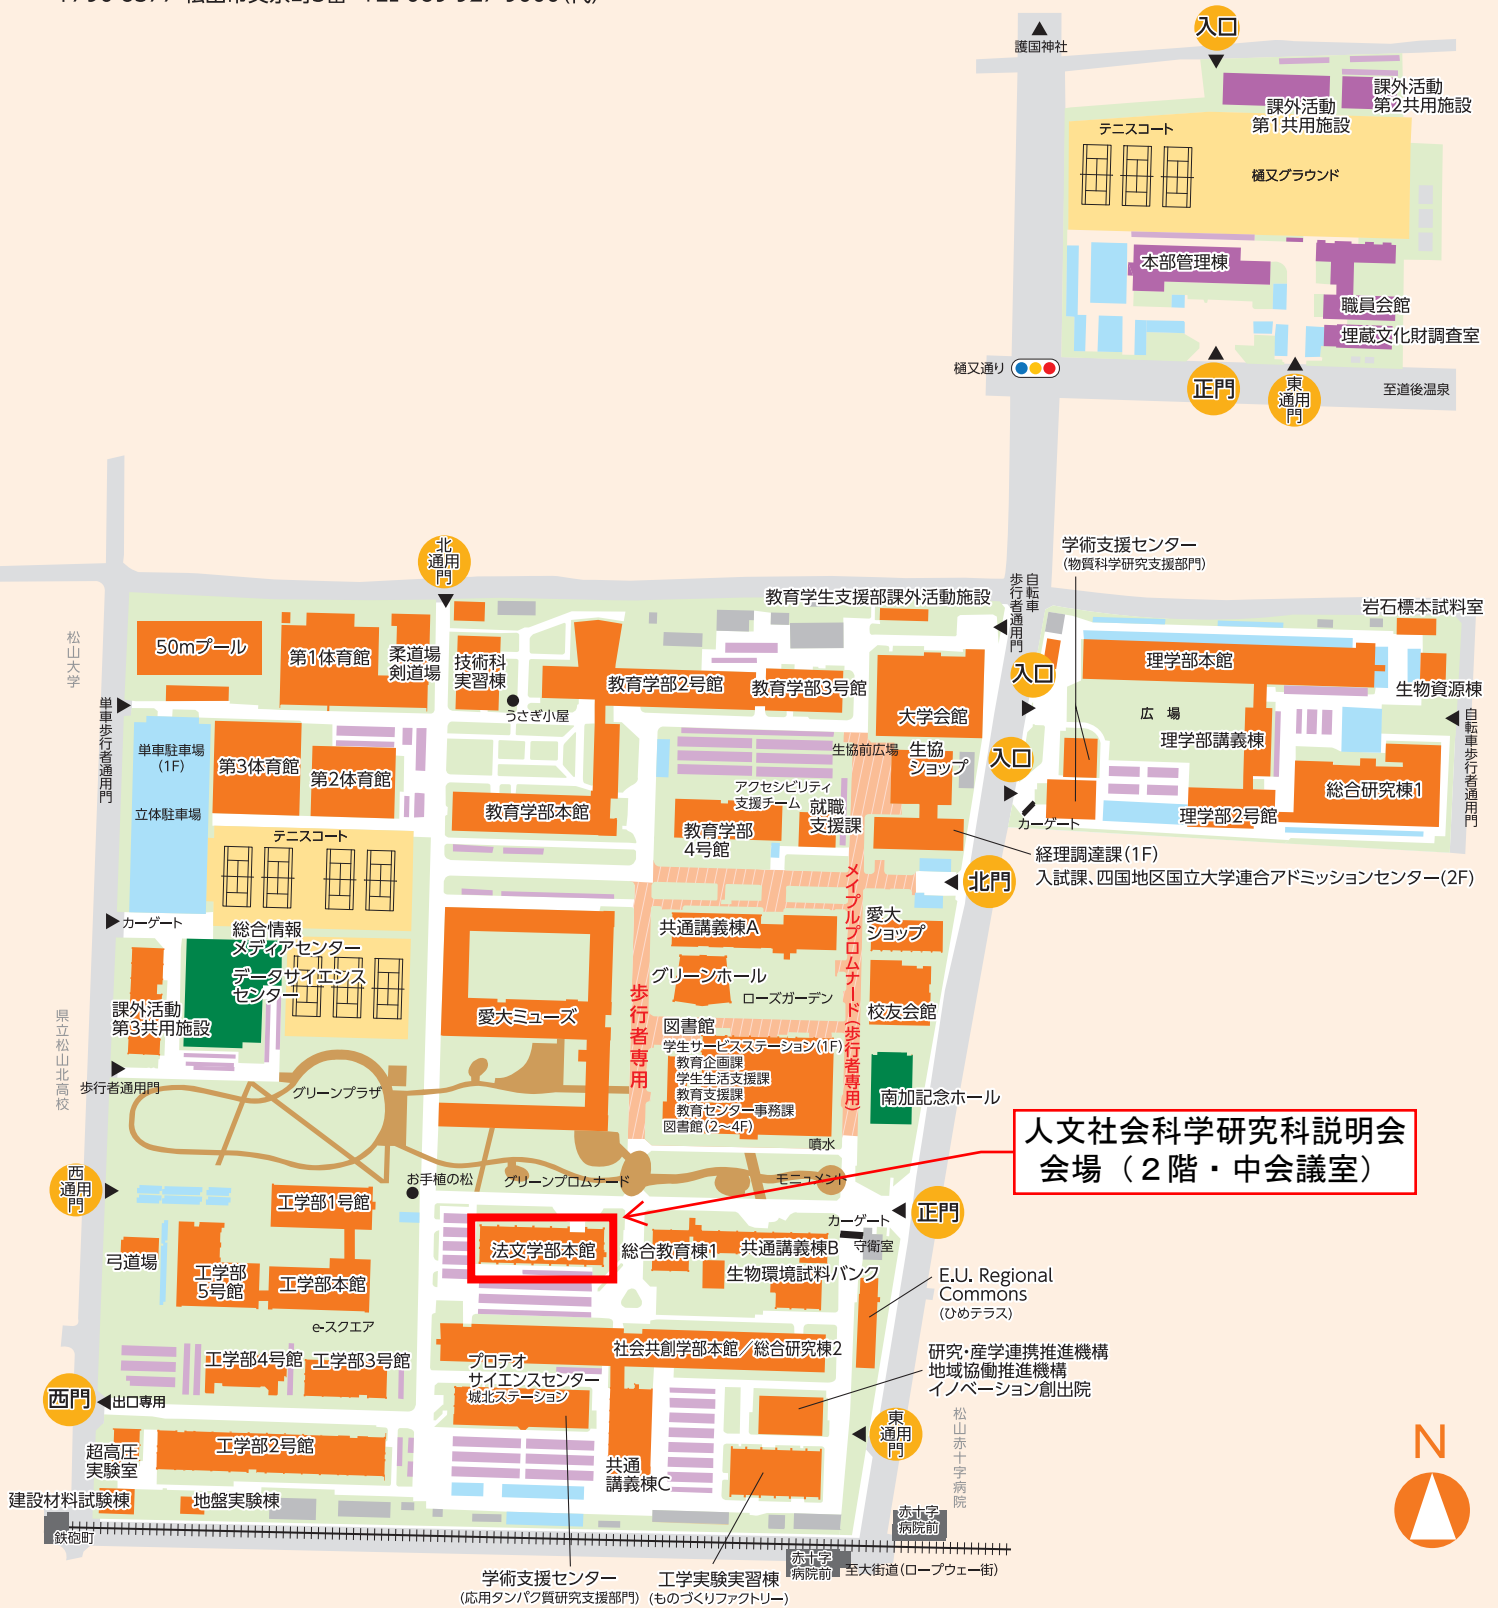 護国神社
入口
課外活動
第1共用施設
課外活動
第2共用施設
テニスコート
樋又グラウンド
本部管理棟
職員会館
埋蔵文化財調査室
樋又通り
正門
東
通用
門
至道後温泉
北
通用
門
学術支援センター
(物質科学研究支援部門)
教育学生支援部課外活動施設
自転車
歩行者通用門
岩石標本試料室
松山大学
50mプール
第1体育館
柔道場
剣道場
技術科
実習棟
うさぎ小屋
教育学部2号館
教育学部3号館
大学会館
入口
理学部本館
生物資源棟
広 場
理学部講義棟
自転車歩行者通用門
単車歩行者通用門
単車駐車場
(1F)
立体駐車場
第3体育館
第2体育館
生協前広場
生協
ショップ
入口
アクセシビリティ
支援チーム
就職
支援課
教育学部本館
教育学部
4号館
カーゲート
理学部2号館
総合研究棟1
経理調達課(1F)
入試課、四国地区国立大学連合アドミッションセンター(2F)
北門
テニスコート
メイプルプロムナード(歩行者専用)
カーゲート
総合情報
メディアセンター
データサイエンス
センター
共通講義棟A
愛大
ショップ
グリーンホール
ローズガーデン
校友会館
歩行者専用
愛大ミューズ
課外活動
第3共用施設
県立松山北高校
図書館
学生サービスステーション(1F)
教育企画課
学生生活支援課
教育支援課
教育センター事務課
図書館(2〜4F)
南加記念ホール
歩行者通用門
グリーンプラザ
噴水
人文社会科学研究科説明会
会場（２階・中会議室）
西
通用
門
お手植の松
グリーンプロムナード
モニュメント
工学部1号館
カーゲート
正門
守衛室
法文学部本館
総合教育棟1
共通講義棟B
生物環境試料バンク
弓道場
工学部
5号館
工学部本館
E.U. Regional
Commons
(ひめテラス)
e-スクエア
社会共創学部本館／総合研究棟2
工学部4号館
工学部3号館
プロテオ
サイエンスセンター
城北ステーション
研究・産学連携推進機構
地域協働推進機構
イノベーション創出院
西門
出口専用
東
通用
門
松山赤十字病院
超高圧
実験室
工学部2号館
共通
講義棟C
建設材料試験棟
地盤実験棟
鉄砲町
赤十字
病院前
赤十字
病院前
至大街道(ロープウェー街)
学術支援センター
(応用タンパク質研究支援部門)
工学実験実習棟
(ものづくりファクトリー)
N